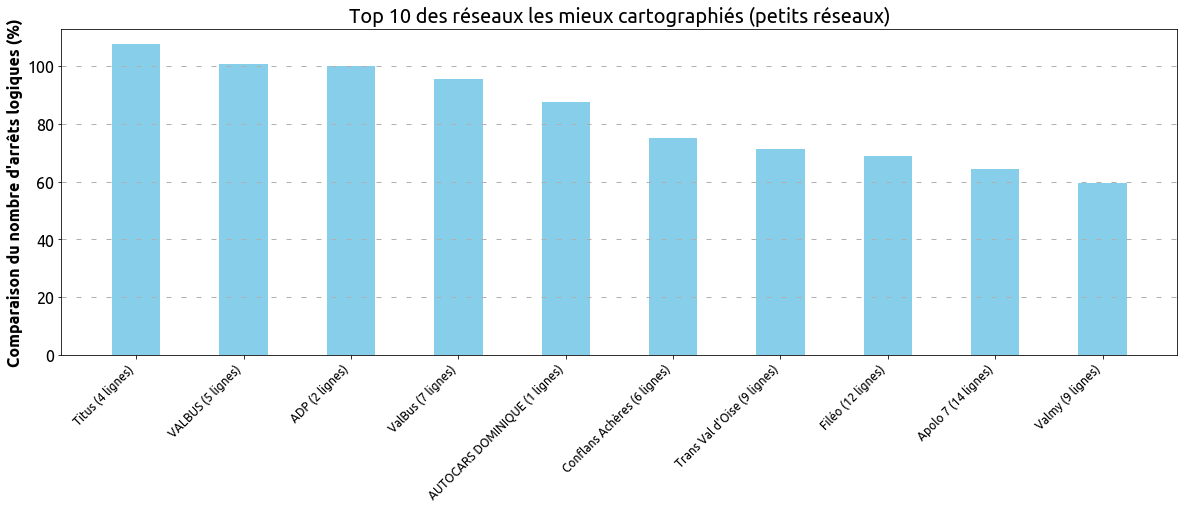 Top 10 des réseaux les mieux cartographiés (petits réseaux)
Comparaison du nombre d'arrêts logiques (%)
100
80
60
40
20
0
Titus (4 lignes)
VALBUS (5 lignes)
ADP (2 lignes)
ValBus (7 lignes)
AUTOCARS DOMINIQUE (1 lignes)
Conflans Achères (6 lignes)
Trans Val d'Oise (9 lignes)
Filéo (12 lignes)
Apolo 7 (14 lignes)
Valmy (9 lignes)